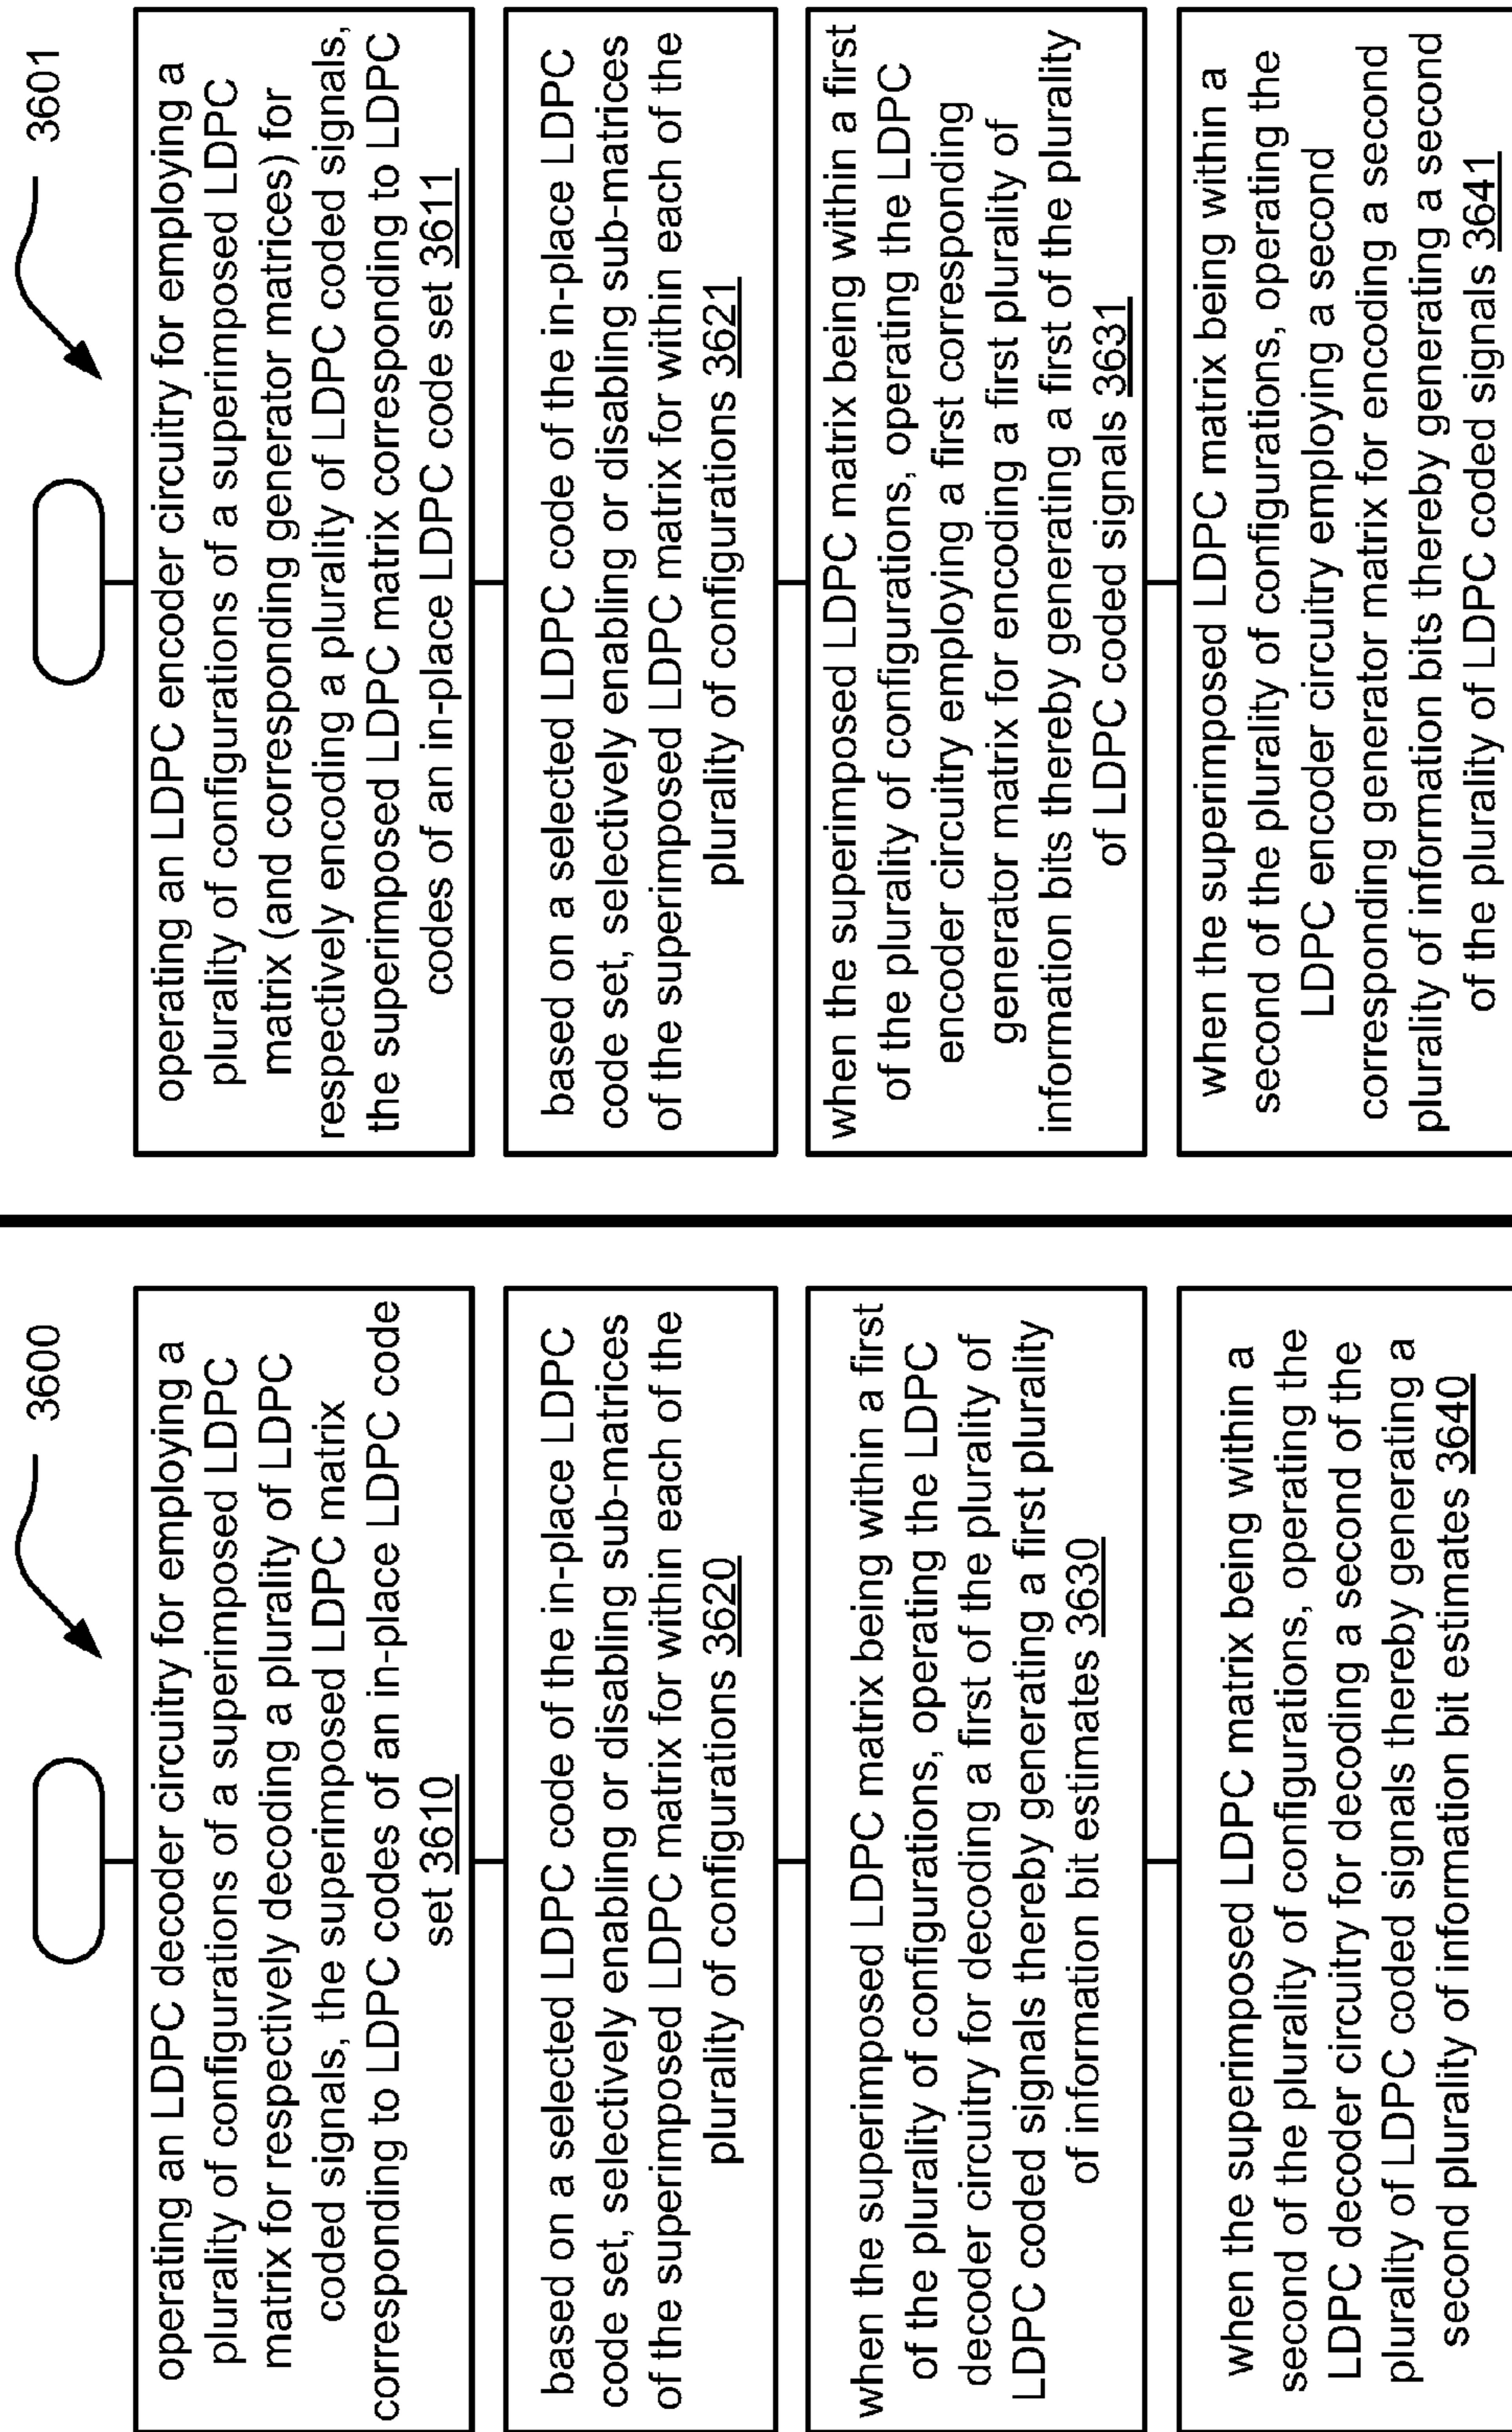 3600
operating an LDPC decoder circuitry for employing a
plurality of configurations of a superimposed LDPC
matrix for respectively decoding a plurality of LDPC
coded signals, the superimposed LDPC matrix
corresponding to LDPC codes of an in-place LDPC code
set 3610
based on a selected LDPC code of the in-place LDPC
code set, selectively enabling or disabling sub-matrices
of the superimposed LDPC matrix for within each of the
plurality of configurations 3620
when the superimposed LDPC matrix being within a first
of the plurality of configurations, operating the LDPC
decoder circuitry for decoding a first of the plurality of
LDPC coded signals thereby generating a first plurality
of information bit estimates 3630
when the superimposed LDPC matrix being within a
second of the plurality of configurations, operating the
LDPC decoder circuitry for decoding a second of the
plurality of LDPC coded signals thereby generating a
second plurality of information bit estimates 3640
3601
operating an LDPC encoder circuitry for employing a
plurality of configurations of a superimposed LDPC
matrix (and corresponding generator matrices) for
respectively encoding a plurality of LDPC coded signals,
the superimposed LDPC matrix corresponding to LDPC
codes of an in-place LDPC code set 3611
based on a selected LDPC code of the in-place LDPC
code set, selectively enabling or disabling sub-matrices
of the superimposed LDPC matrix for within each of the
plurality of configurations 3621
when the superimposed LDPC matrix being within a first
of the plurality of configurations, operating the LDPC
encoder circuitry employing a first corresponding
generator matrix for encoding a first plurality of
information bits thereby generating a first of the plurality
of LDPC coded signals 3631
when the superimposed LDPC matrix being within a
second of the plurality of configurations, operating the
LDPC encoder circuitry employing a second
corresponding generator matrix for encoding a second
plurality of information bits thereby generating a second
of the plurality of LDPC coded signals 3641